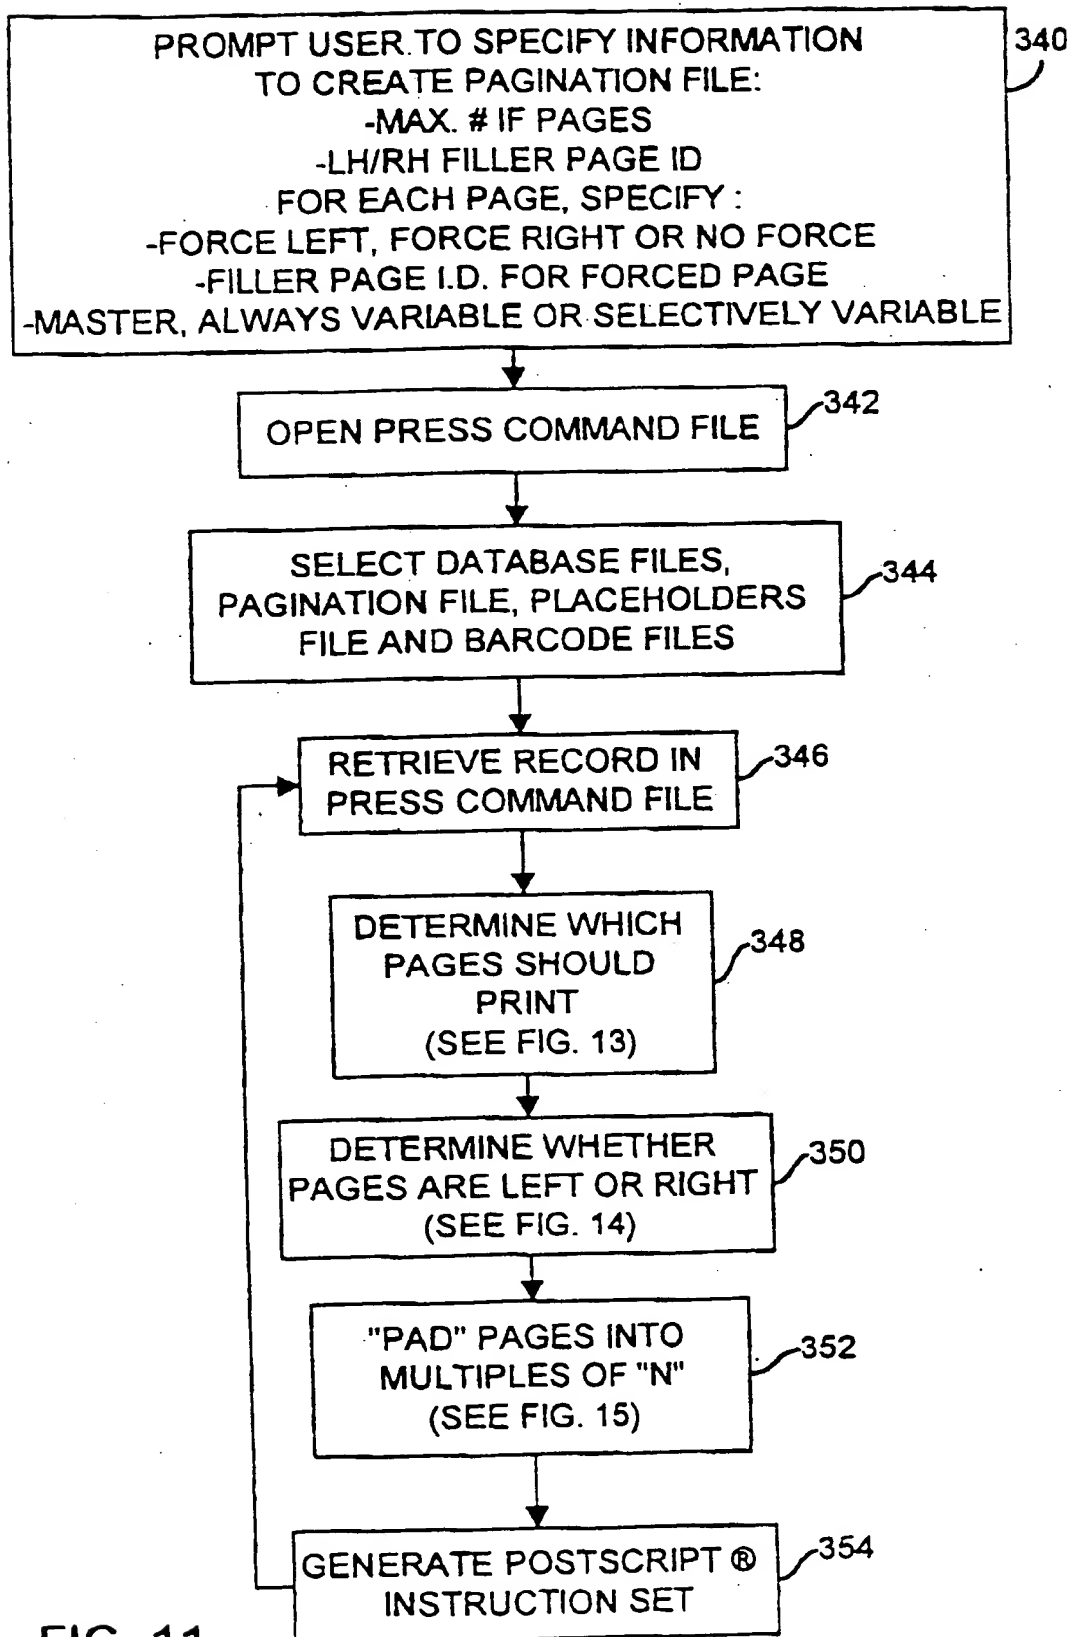 PROMPT USER TO SPECIFY INFORMATION
TO CREATE PAGINATION FILE:
-MAX. # IF PAGES
-LH/RH FILLER PAGE ID
FOR EACH PAGE, SPECIFY :
-FORCE LEFT, FORCE RIGHT OR NO FORCE
-FILLER PAGE I.D. FOR FORCED PAGE
-MASTER, ALWAYS VARIABLE OR SELECTIVELY VARIABLE
340
OPEN PRESS COMMAND FILE
342
SELECT DATABASE FILES,
PAGINATION FILE, PLACEHOLDERS
FILE AND BARCODE FILES
344
RETRIEVE RECORD IN
PRESS COMMAND FILE
346
DETERMINE WHICH
PAGES SHOULD
PRINT
(SEE FIG. 13)
348
DETERMINE WHETHER
PAGES ARE LEFT OR RIGHT
(SEE FIG. 14)
350
"PAD" PAGES INTO
MULTIPLES OF "N"
(SEE FIG. 15)
352
GENERATE POSTSCRIPT ®
INSTRUCTION SET
354
FIG. 11